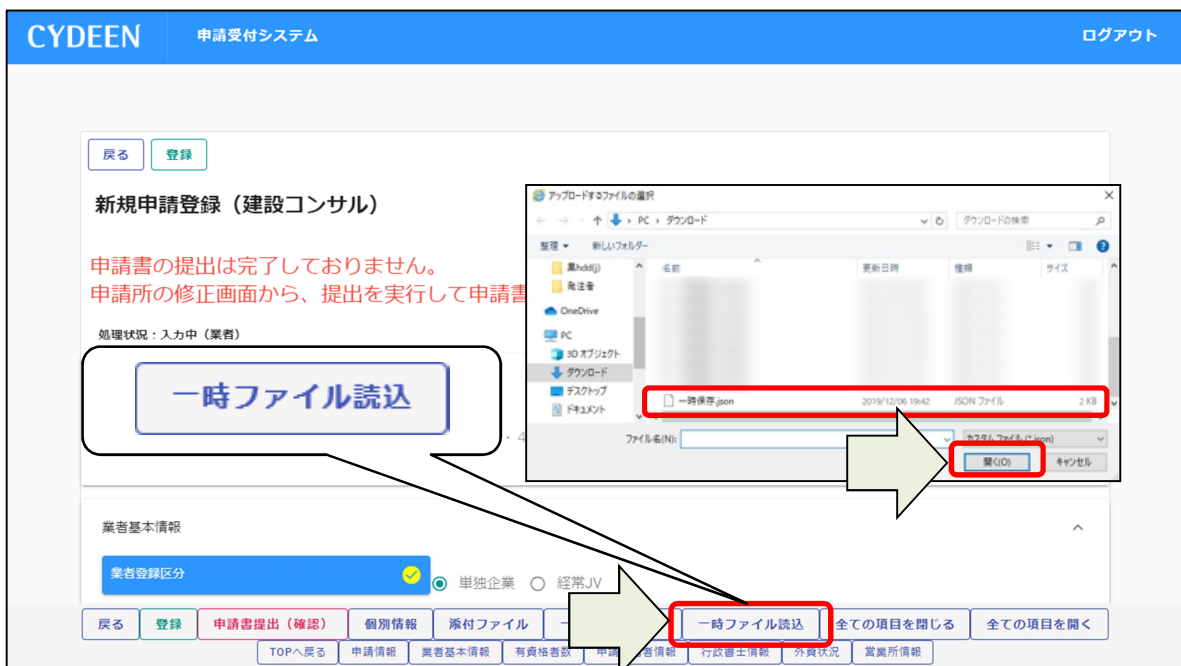 CYDEEN
申請受付システム
ログアウト
戻る
登録
新規申請登録（建設コンサル）
申請書の提出は完了しておりません。
申請所の修正画面から、提出を実行して申請書
処理状況：入力中（業者）
一時ファイル読込
アップロードするファイルの選択
PC › ダウンロード
ダウンロードの検索
整理
新しいフォルダー
名前
更新日時
種類
サイズ
発注者
OneDrive
PC
3D オブジェクト
ダウンロード
デスクトップ
ドキュメント
一時保存.json
2019/12/06 19:42
JSON ファイル
2 KB
ファイル名(N):
カスタム ファイル (*.json)
開く(O)
キャンセル
業者基本情報
業者登録区分
単独企業
経常JV
戻る
登録
申請書提出（確認）
個別情報
添付ファイル
一時ファイル読込
全ての項目を閉じる
全ての項目を開く
TOPへ戻る
申請情報
業者基本情報
有資格者数
行政書士情報
外資状況
営業所情報